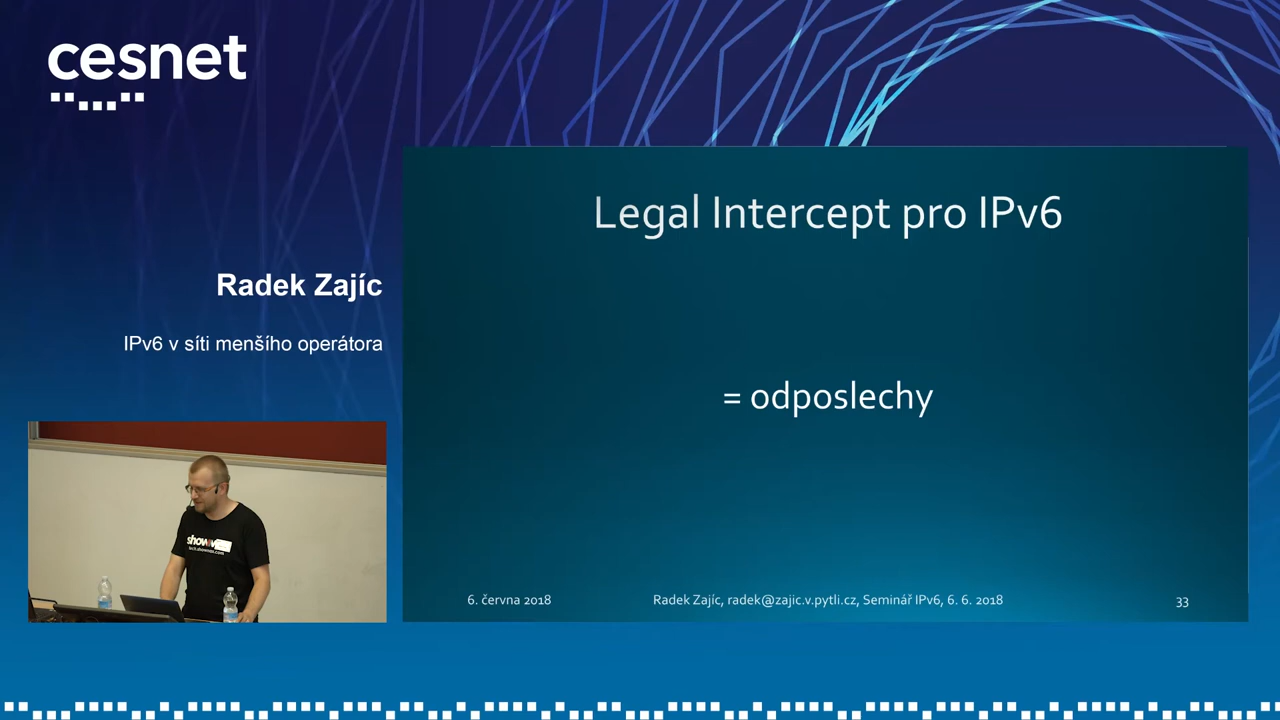 cesnet
Radek Zajíc
IPv6 v síti menšího operátora
Legal Intercept pro IPv6
= odposlechy
6. června 2018
Radek Zajíc, radek@zajic.v.pytli.cz, Seminář IPv6, 6. 6. 2018
33